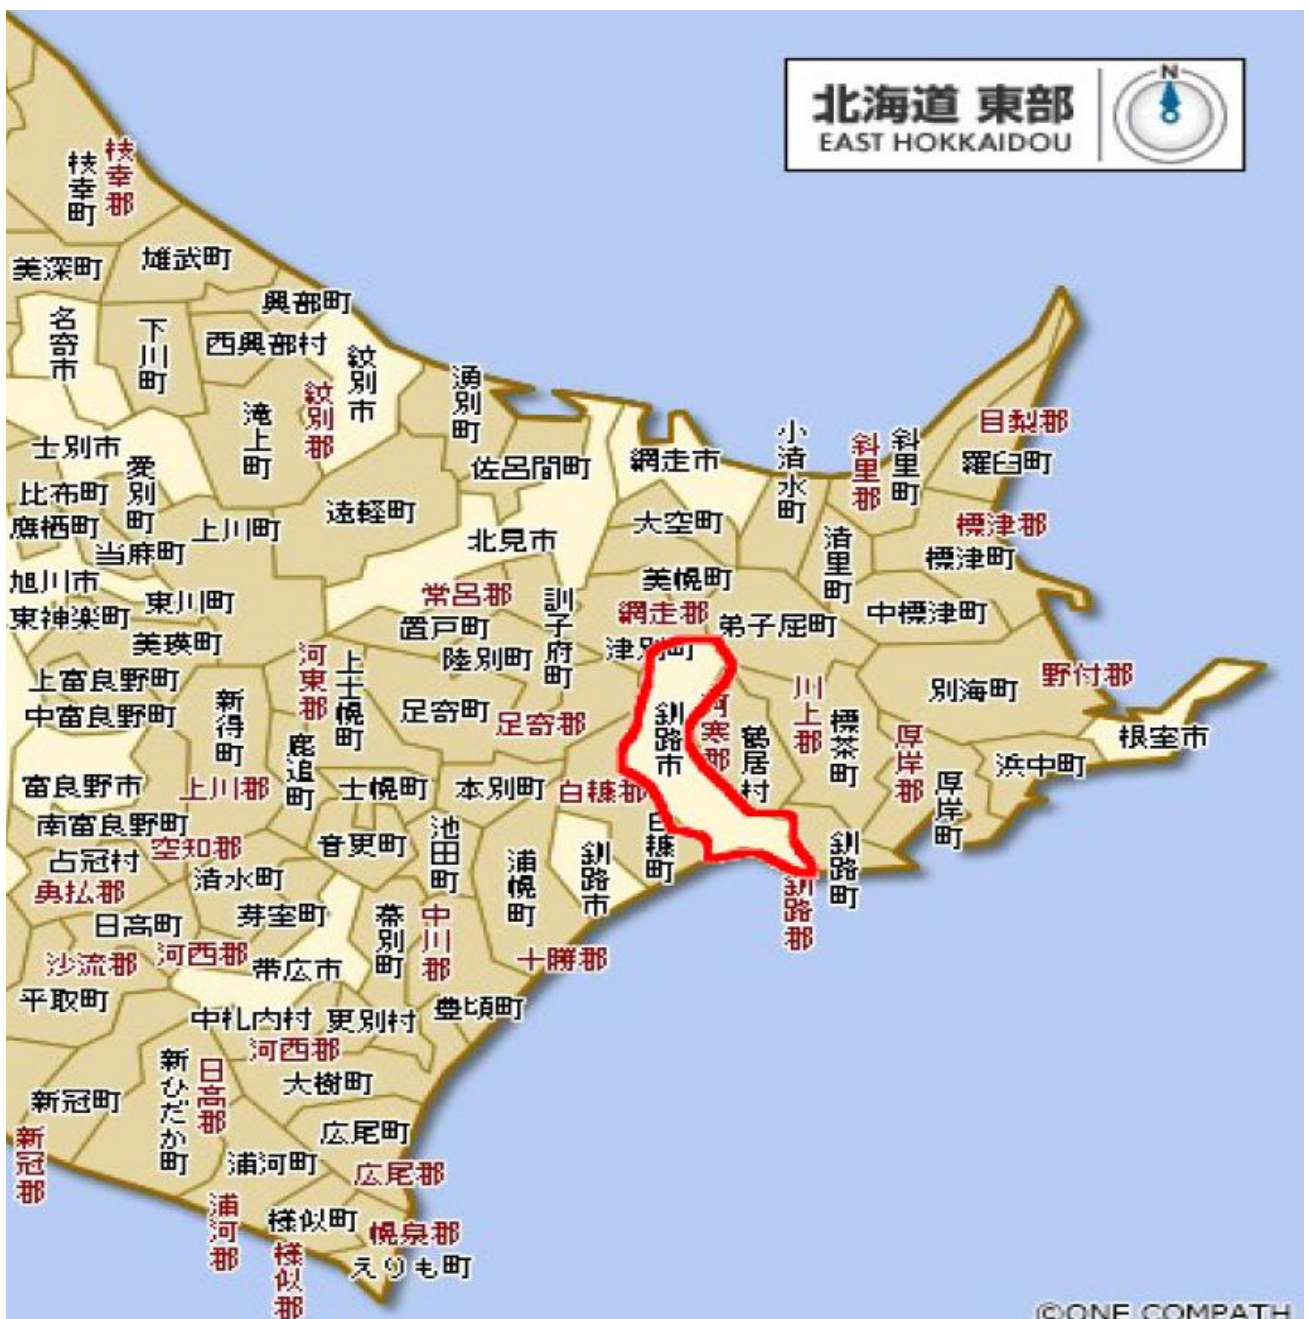 北海道 東部
EAST HOKKAIDOU
N
枝幸町
枝幸郡
美深町
雄武町
興部町
名寄市
下川町
西興部村
紋別市
紋別郡
滝上町
湧別町
士別市
愛別町
比布町
鷹栖町
当麻町
上川町
遠軽町
佐呂間町
網走市
小清水町
斜里郡
斜里町
目梨郡
羅臼町
北見市
大空町
清里町
標津郡
標津町
旭川市
東神楽町
東川町
美瑛町
常呂郡
置戸町
訓子府町
美幌町
網走郡
津別町
弟子屈町
中標津町
上富良野町
中富良野町
新得町
河東郡
上士幌町
陸別町
足寄町
足寄郡
釧路市
阿寒郡
鶴居村
川上郡
標茶町
別海町
野付郡
厚岸郡
厚岸町
浜中町
根室市
富良野市
上川郡
鹿追町
士幌町
本別町
白糠郡
白糠町
南富良野町
占冠村
空知郡
音更町
池田町
浦幌町
釧路市
釧路町
釧路郡
勇払郡
清水町
日高町
芽室町
幕別町
中川郡
沙流郡
河西郡
帯広市
十勝郡
平取町
中札内村
更別村
豊頃町
河西郡
新ひだか町
日高郡
大樹町
新冠町
新冠郡
広尾町
浦河町
広尾郡
浦河郡
様似町
様似郡
幌泉郡
えりも町
©ONE COMPATH